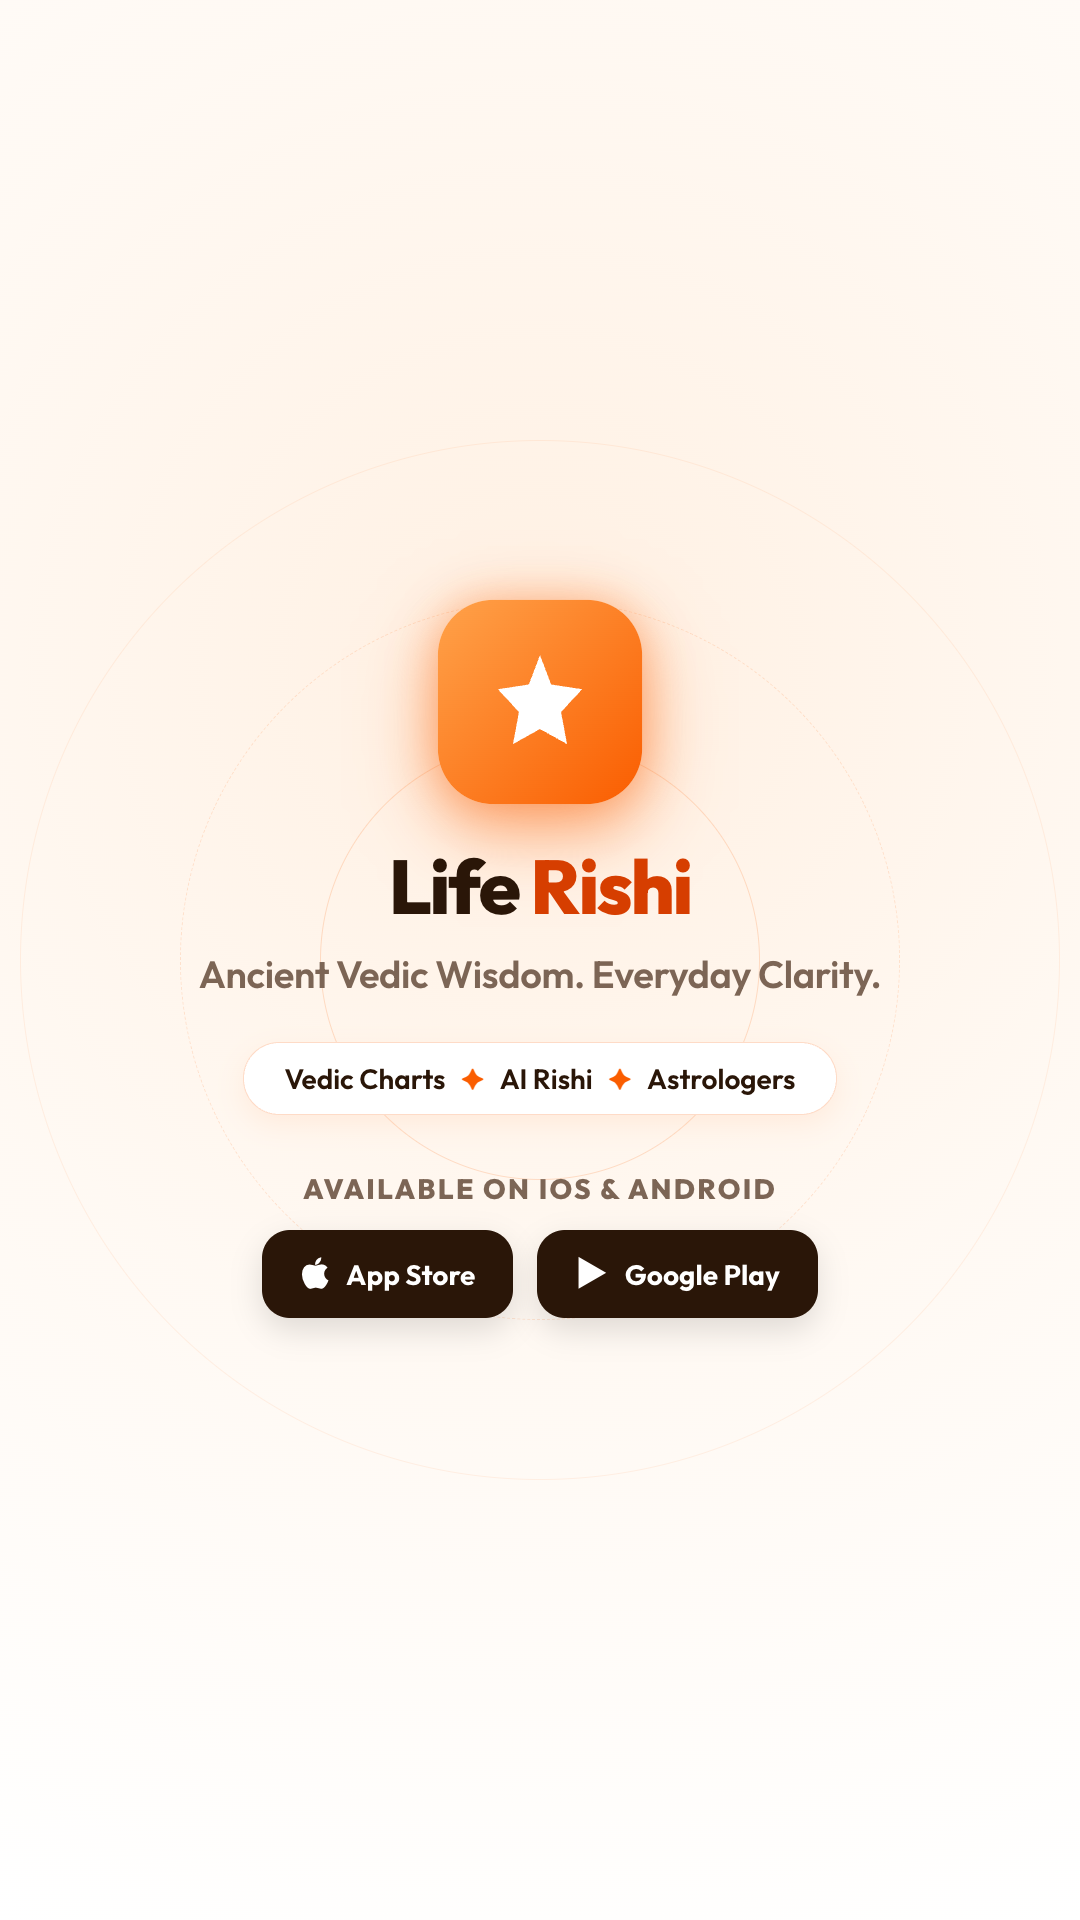 Life Rishi
Ancient Vedic Wisdom. Everyday Clarity.
Vedic Charts ✦ AI Rishi ✦ Astrologers
AVAILABLE ON IOS & ANDROID
App Store
Google Play